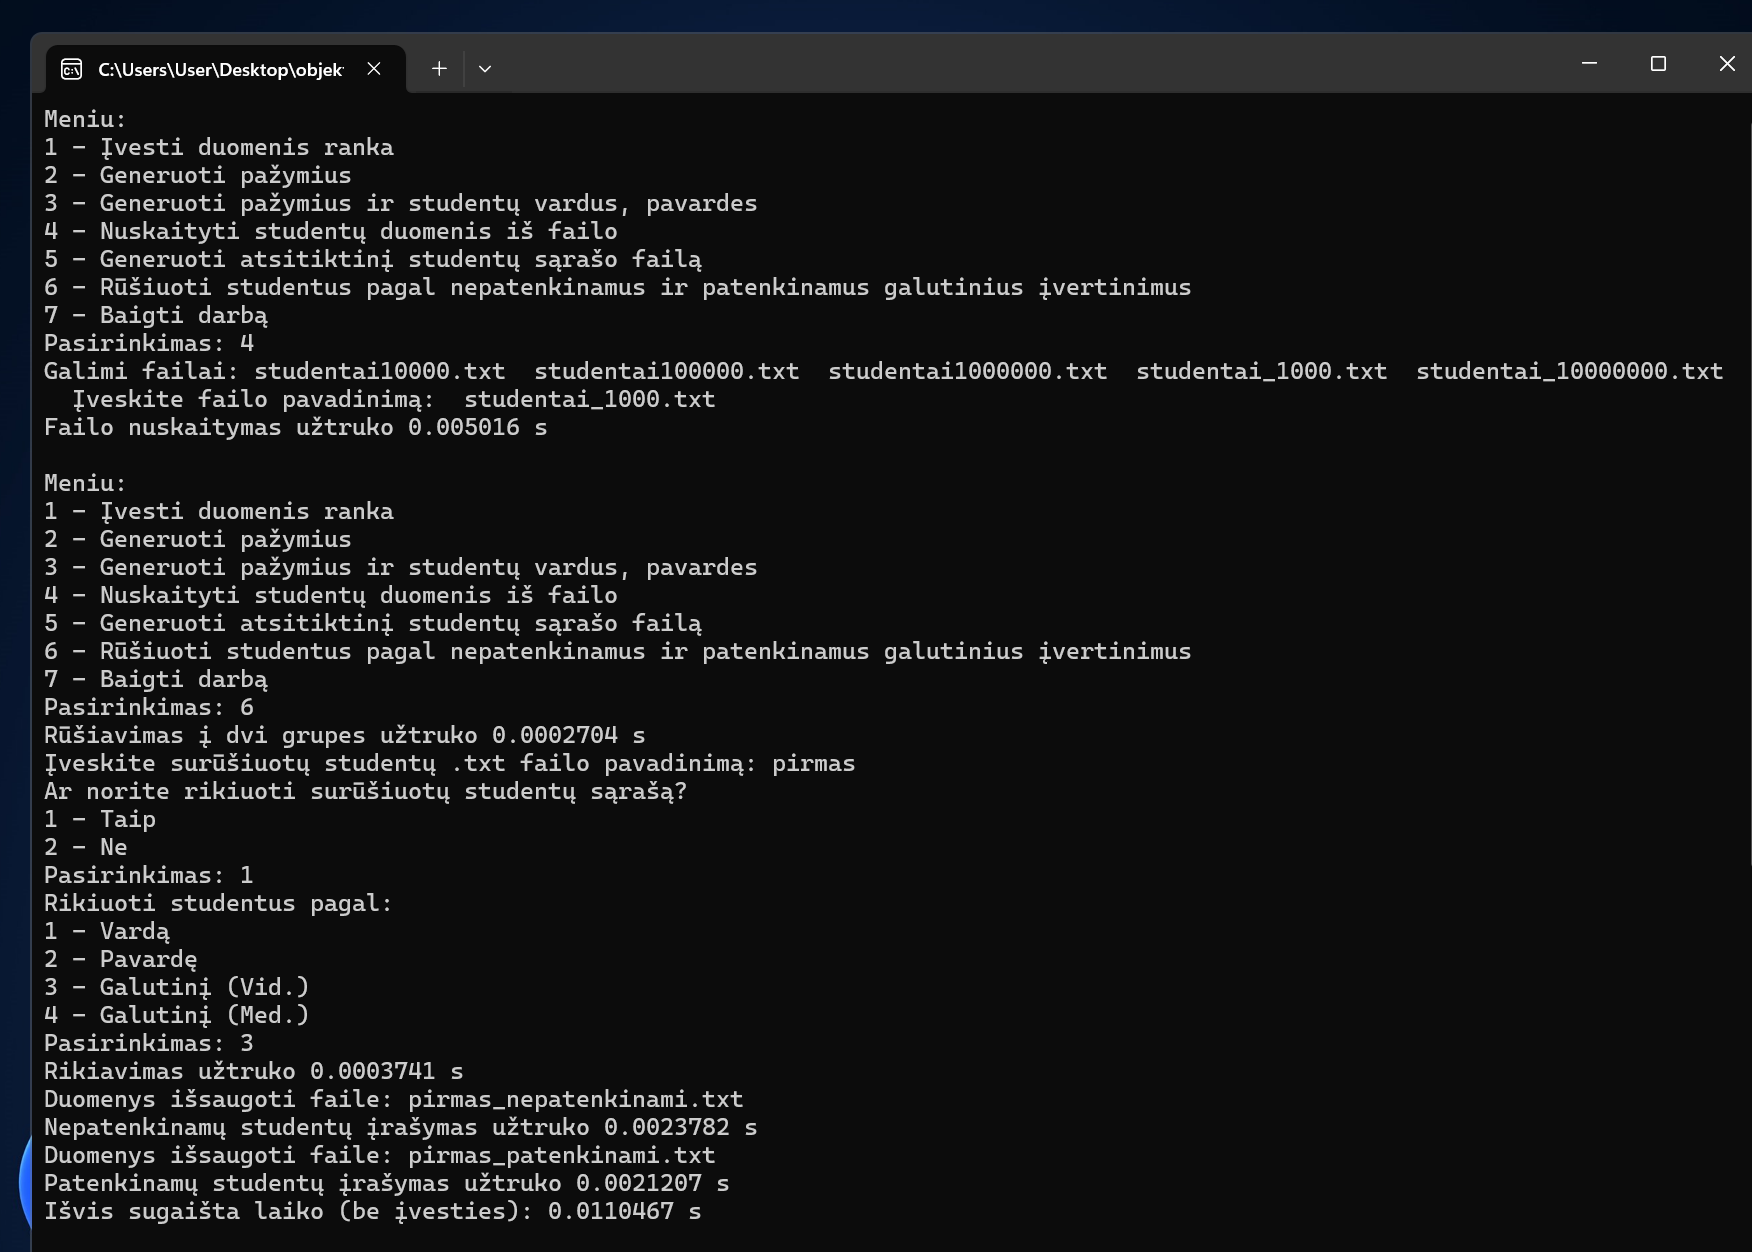 C:\Users\User\Desktop\objek
Meniu:
1 - Įvesti duomenis ranka
2 - Generuoti pažymius
3 - Generuoti pažymius ir studentų vardus, pavardes
4 - Nuskaityti studentų duomenis iš failo
5 - Generuoti atsitiktinį studentų sąrašo failą
6 - Rūšiuoti studentus pagal nepatenkinamus ir patenkinamus galutinius įvertinimus
7 - Baigti darbą
Pasirinkimas: 4
Galimi failai: studentai10000.txt  studentai100000.txt  studentai1000000.txt  studentai_1000.txt  studentai_10000000.txt
  Įveskite failo pavadinimą:  studentai_1000.txt
Failo nuskaitymas užtruko 0.005016 s

Meniu:
1 - Įvesti duomenis ranka
2 - Generuoti pažymius
3 - Generuoti pažymius ir studentų vardus, pavardes
4 - Nuskaityti studentų duomenis iš failo
5 - Generuoti atsitiktinį studentų sąrašo failą
6 - Rūšiuoti studentus pagal nepatenkinamus ir patenkinamus galutinius įvertinimus
7 - Baigti darbą
Pasirinkimas: 6
Rūšiavimas į dvi grupes užtruko 0.0002704 s
Įveskite surūšiuotų studentų .txt failo pavadinimą: pirmas
Ar norite rikiuoti surūšiuotų studentų sąrašą?
1 - Taip
2 - Ne
Pasirinkimas: 1
Rikiuoti studentus pagal:
1 - Vardą
2 - Pavardę
3 - Galutinį (Vid.)
4 - Galutinį (Med.)
Pasirinkimas: 3
Rikiavimas užtruko 0.0003741 s
Duomenys išsaugoti faile: pirmas_nepatenkinami.txt
Nepatenkinamų studentų įrašymas užtruko 0.0023782 s
Duomenys išsaugoti faile: pirmas_patenkinami.txt
Patenkinamų studentų įrašymas užtruko 0.0021207 s
Išvis sugaišta laiko (be įvesties): 0.0110467 s